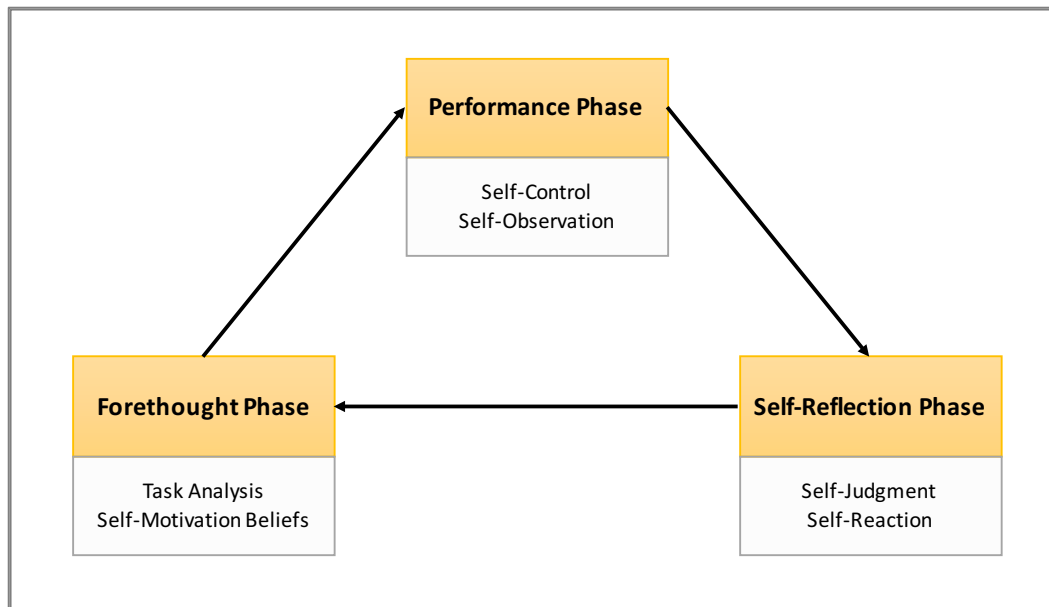 Performance Phase
Self-Control
Self-Observation
Forethought Phase
Task Analysis
Self-Motivation Beliefs
Self-Reflection Phase
Self-Judgment
Self-Reaction